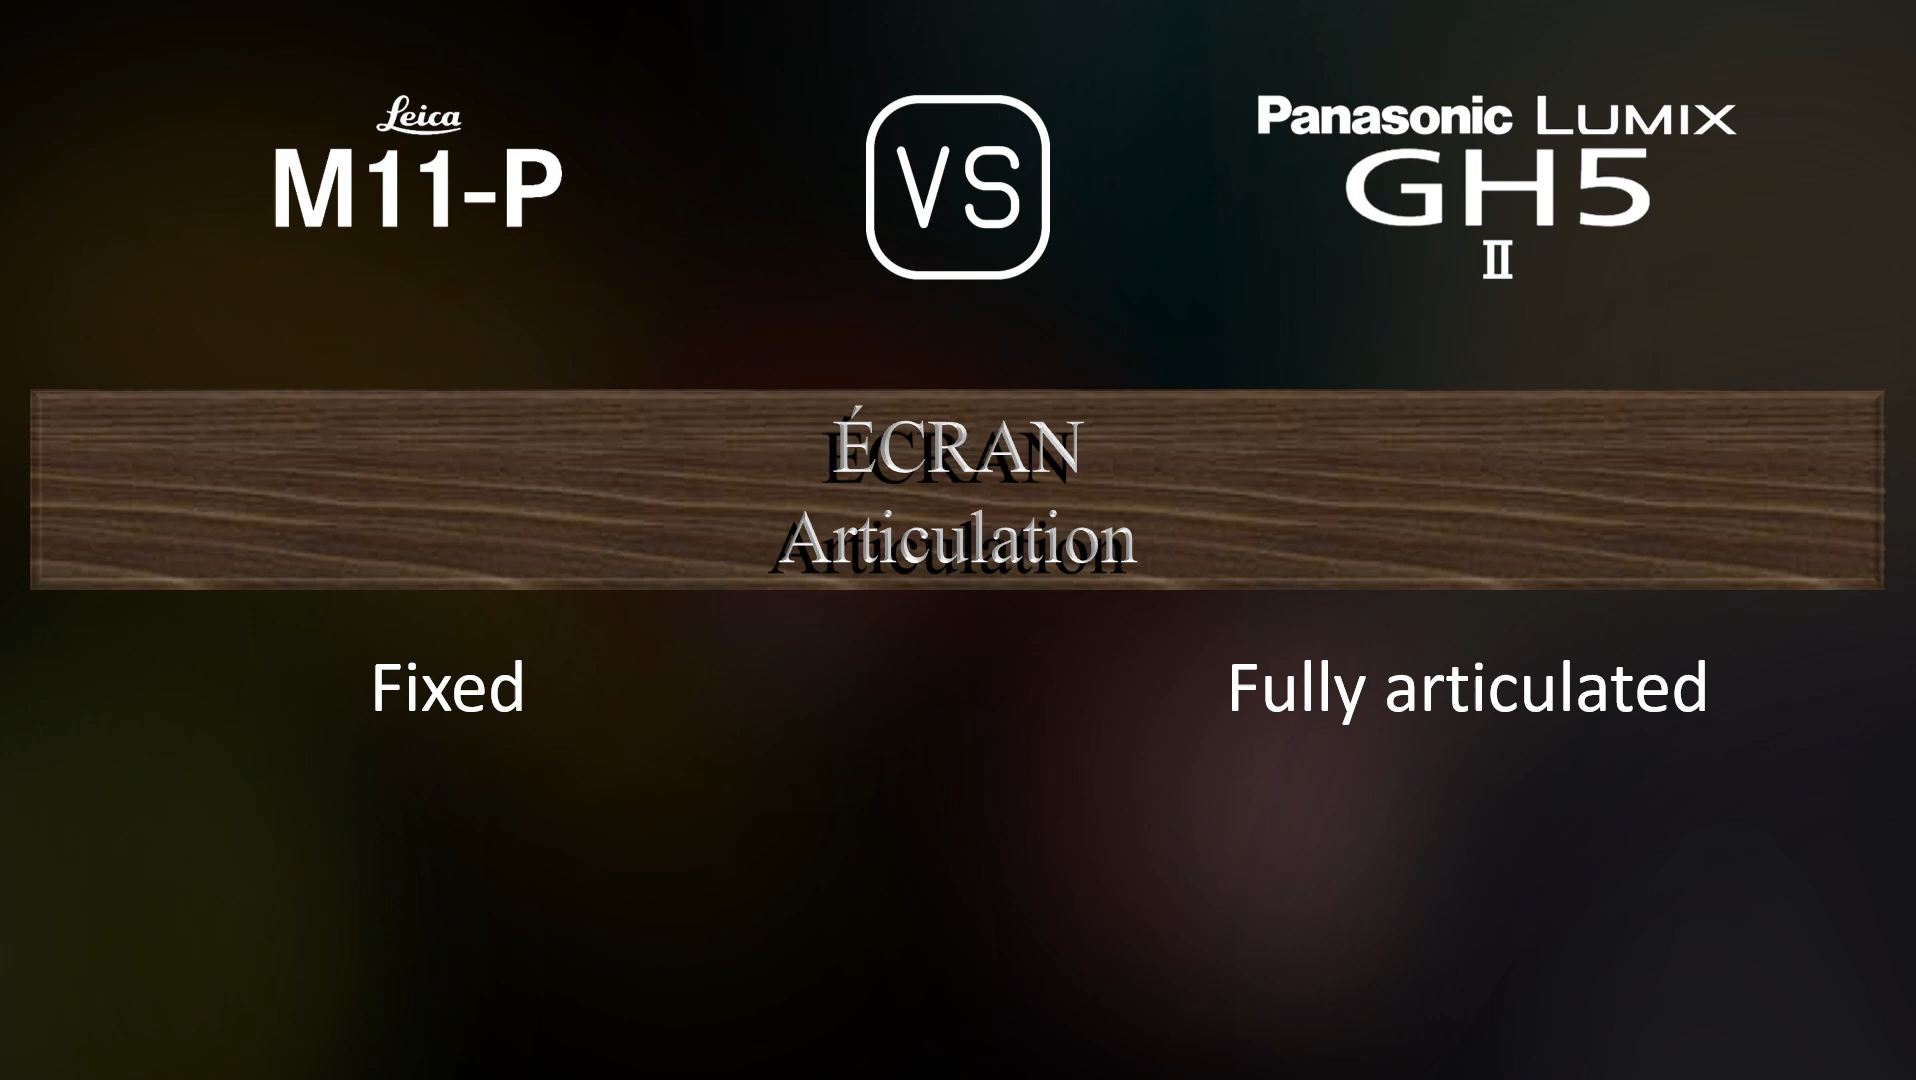 Leica
M11-P
VS
Panasonic LUMIX
GH5
II
ÉCRAN
Articulation
Fixed
Fully articulated